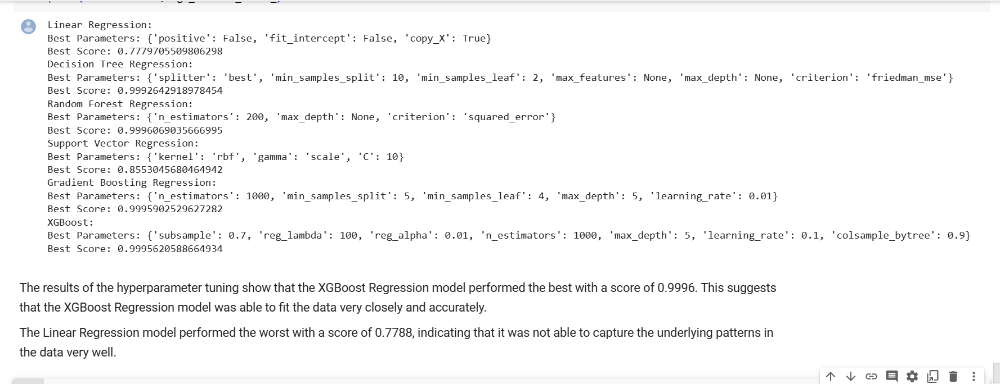 Linear Regression:
Best Parameters: {'positive': False, 'fit_intercept': False, 'copy_X': True}
Best Score: 0.7779705509806298
Decision Tree Regression:
Best Parameters: {'splitter': 'best', 'min_samples_split': 10, 'min_samples_leaf': 2, 'max_features': None, 'max_depth': None, 'criterion': 'friedman_mse'}
Best Score: 0.9992642918978454
Random Forest Regression:
Best Parameters: {'n_estimators': 200, 'max_depth': None, 'criterion': 'squared_error'}
Best Score: 0.9996069035666995
Support Vector Regression:
Best Parameters: {'kernel': 'rbf', 'gamma': 'scale', 'C': 10}
Best Score: 0.8553045680464942
Gradient Boosting Regression:
Best Parameters: {'n_estimators': 1000, 'min_samples_split': 5, 'min_samples_leaf': 4, 'max_depth': 5, 'learning_rate': 0.01}
Best Score: 0.9995902529627282
XGBoost:
Best Parameters: {'subsample': 0.7, 'reg_lambda': 100, 'reg_alpha': 0.01, 'n_estimators': 1000, 'max_depth': 5, 'learning_rate': 0.1, 'colsample_bytree': 0.9}
Best Score: 0.9995620588664934
The results of the hyperparameter tuning show that the XGBoost Regression model performed the best with a score of 0.9996. This suggests
that the XGBoost Regression model was able to fit the data very closely and accurately.
The Linear Regression model performed the worst with a score of 0.7788, indicating that it was not able to capture the underlying patterns in
the data very well.